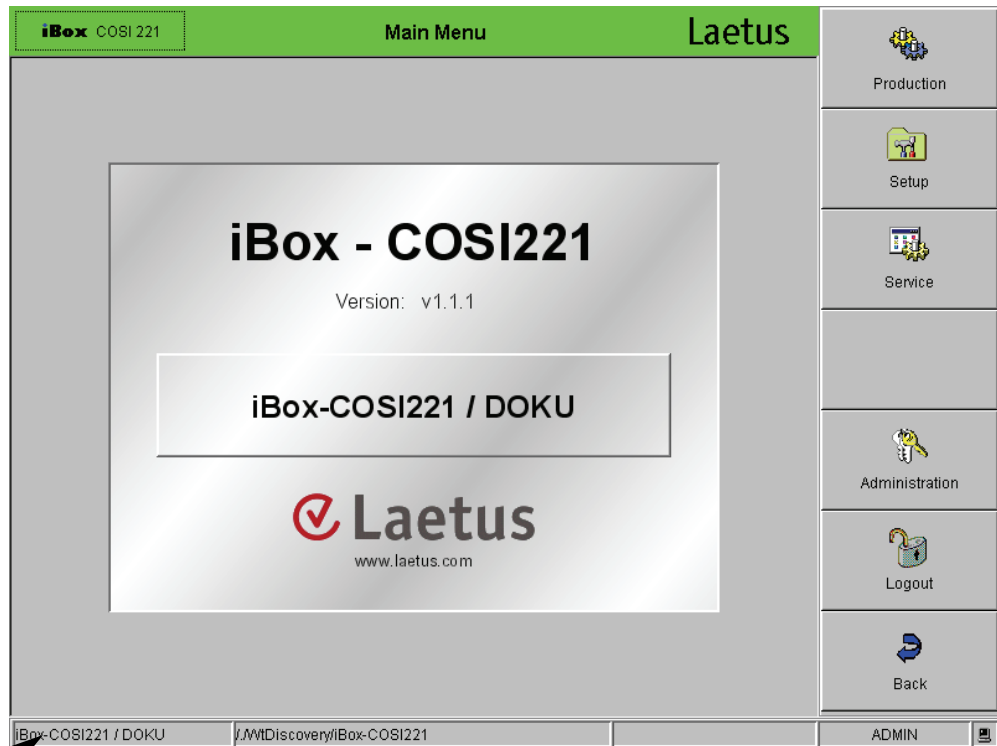 iBox COSI 221
Main Menu
Laetus
Production
Setup
Service
iBox - COSI221
Version: v1.1.1
iBox-COSI221 / DOKU
Laetus
www.laetus.com
Administration
Logout
Back
iBox-COSI221 / DOKU
/./WtDiscovery/iBox-COSI221
ADMIN